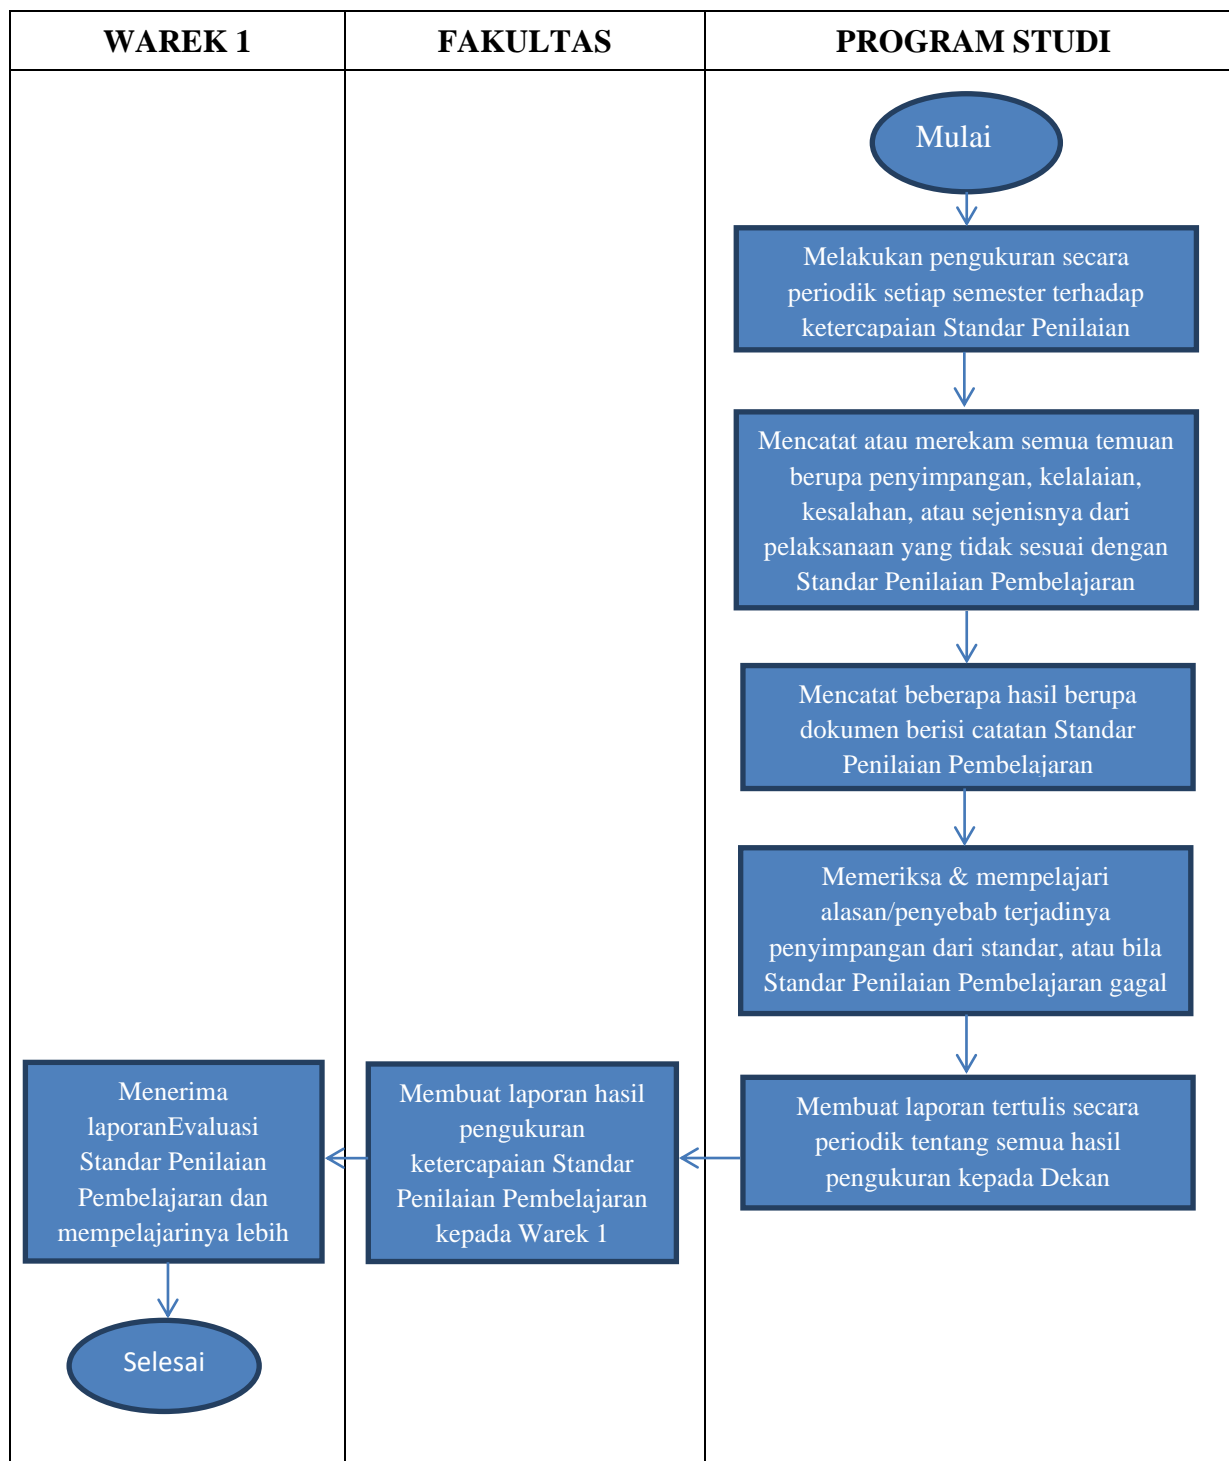 WAREK 1
FAKULTAS
PROGRAM STUDI
Mulai
Melakukan pengukuran secara
periodik setiap semester terhadap
ketercapaian Standar Penilaian
Mencatat atau merekam semua temuan
berupa penyimpangan, kelalaian,
kesalahan, atau sejenisnya dari
pelaksanaan yang tidak sesuai dengan
Standar Penilaian Pembelajaran
Mencatat beberapa hasil berupa
dokumen berisi catatan Standar
Penilaian Pembelajaran
Memeriksa & mempelajari
alasan/penyebab terjadinya
penyimpangan dari standar, atau bila
Standar Penilaian Pembelajaran gagal
Membuat laporan tertulis secara
periodik tentang semua hasil
pengukuran kepada Dekan
Membuat laporan hasil
pengukuran
ketercapaian Standar
Penilaian Pembelajaran
kepada Warek 1
Menerima
laporanEvaluasi
Standar Penilaian
Pembelajaran dan
mempelajarinya lebih
Selesai